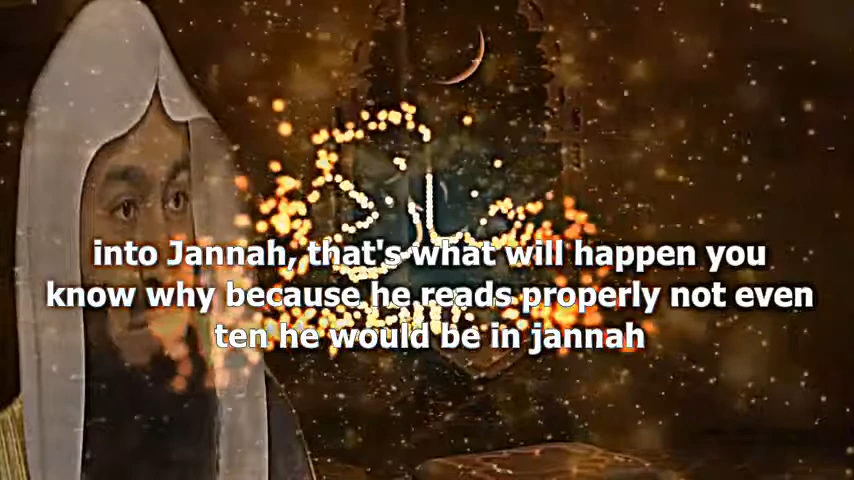 into Jannah, that's what will happen you
know why because he reads properly not even
ten he would be in jannah